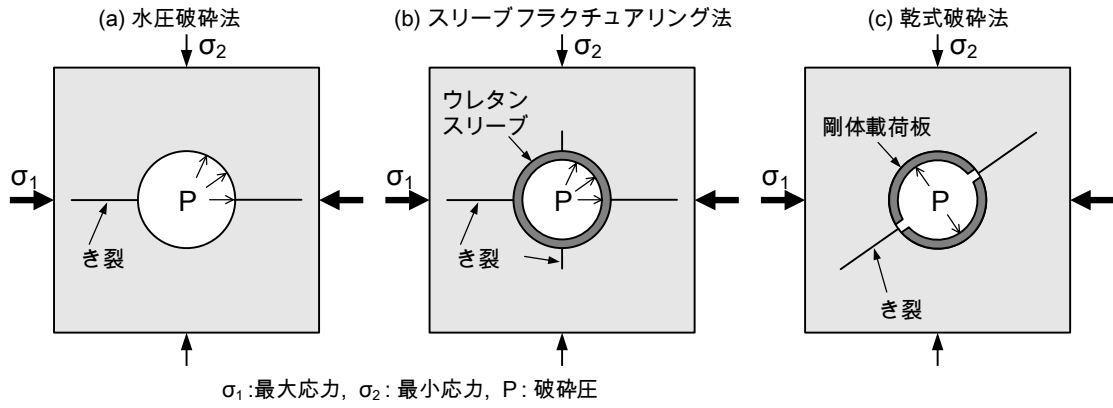 (a) 水圧破砕法
σ2
σ1
P
き裂
(b) スリーブフラクチュアリング法
σ2
ウレタン
スリーブ
σ1
P
き裂
(c) 乾式破砕法
σ2
剛体載荷板
σ1
P
き裂
σ1:最大応力, σ2: 最小応力, P: 破砕圧